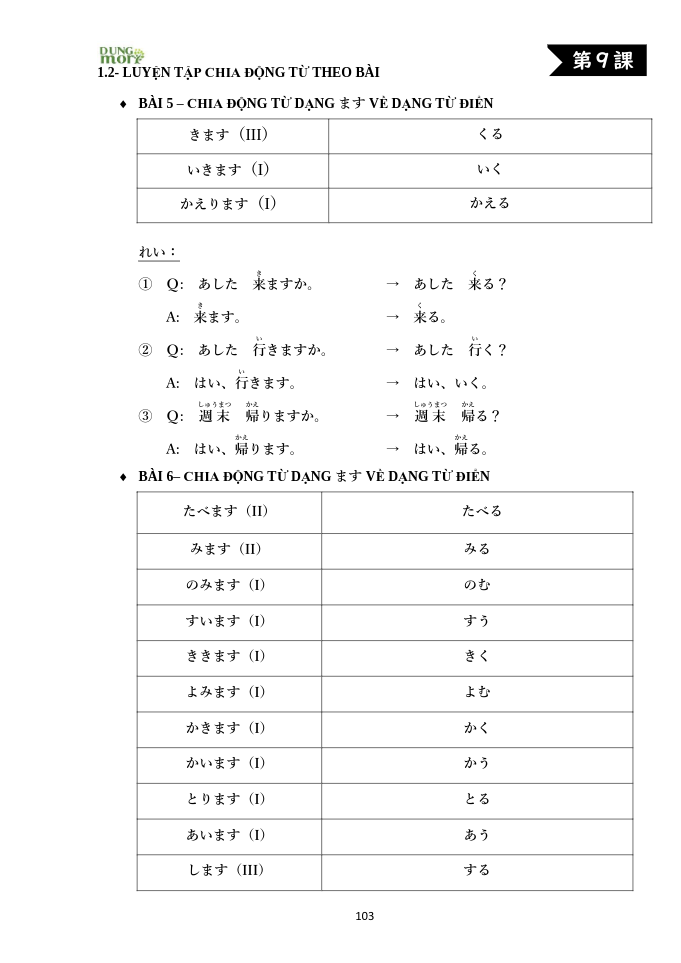 DUNG
mori
第9課
1.2- LUYỆN TẬP CHIA ĐỘNG TỪ THEO BÀI
♦ BÀI 5 – CHIA ĐỘNG TỪ DẠNG ます VỀ DẠNG TỪ ĐIỂN
きます（III） くる
いきます（I） いく
かえります（I） かえる
れい：
き く
① Q: あした 来ますか。 → あした 来る？
き く
A: 来ます。 → 来る。
い い
② Q: あした 行きますか。 → あした 行く？
い
A: はい、行きます。 → はい、いく。
しゅうまつ かえ しゅうまつ かえ
③ Q: 週末 帰りますか。 → 週末 帰る？
かえ かえ
A: はい、帰ります。 → はい、帰る。
♦ BÀI 6– CHIA ĐỘNG TỪ DẠNG ます VỀ DẠNG TỪ ĐIỂN
たべます（II） たべる
みます（II） みる
のみます（I） のむ
すいます（I） すう
ききます（I） きく
よみます（I） よむ
かきます（I） かく
かいます（I） かう
とります（I） とる
あいます（I） あう
します（III） する
103